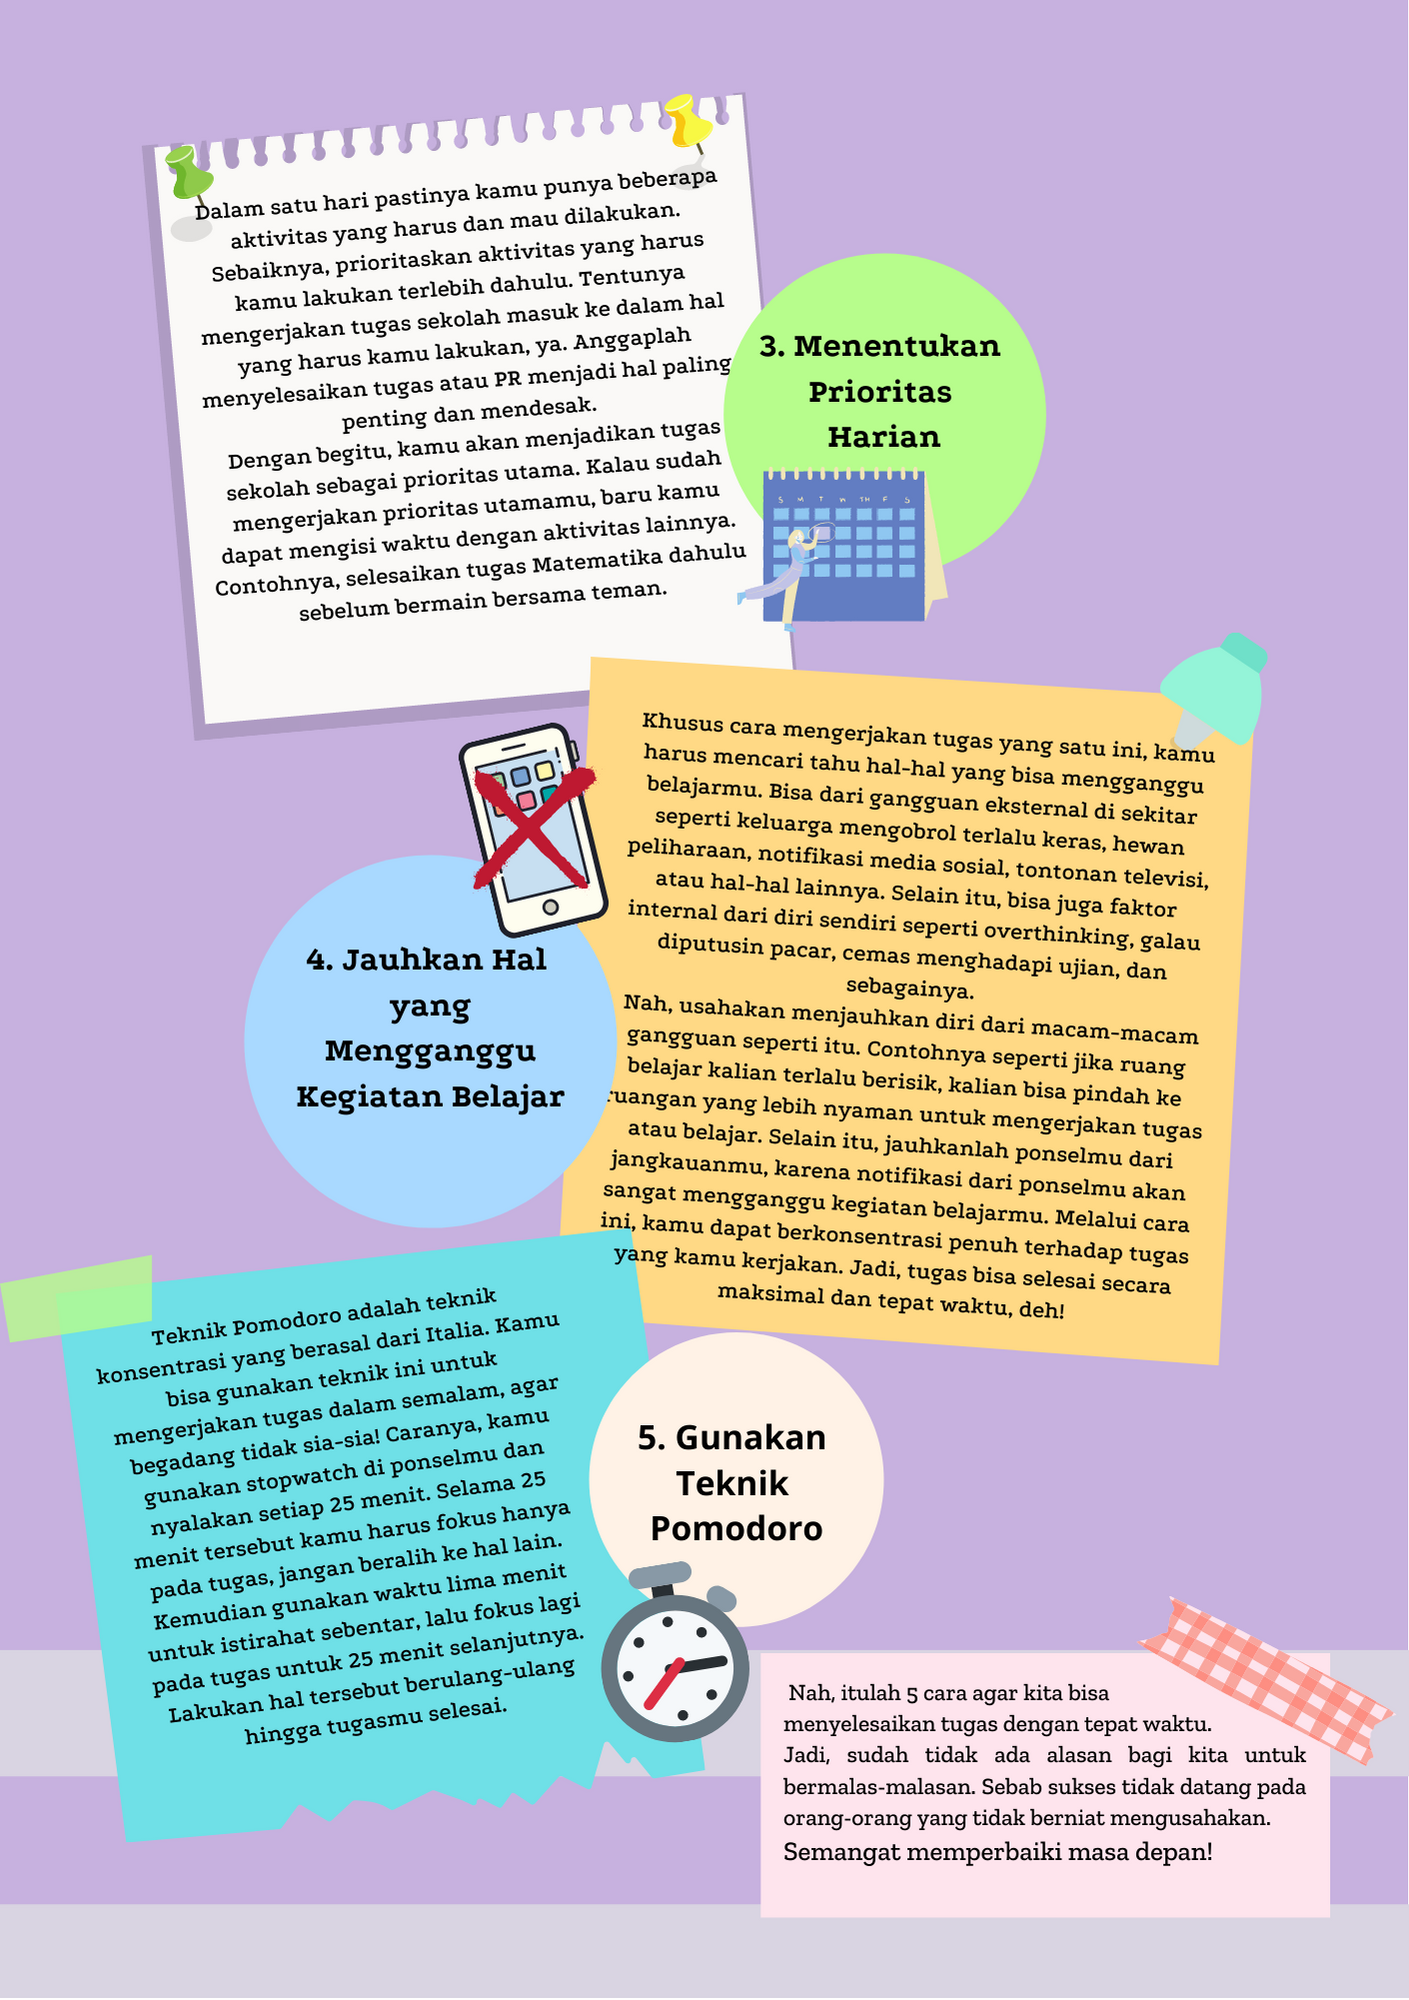 Dalam satu hari pastinya kamu punya beberapa
aktivitas yang harus dan mau dilakukan.
Sebaiknya, prioritaskan aktivitas yang harus
kamu lakukan terlebih dahulu. Tentunya
mengerjakan tugas sekolah masuk ke dalam hal
yang harus kamu lakukan, ya. Anggaplah
menyelesaikan tugas atau PR menjadi hal paling
penting dan mendesak.
Dengan begitu, kamu akan menjadikan tugas
sekolah sebagai prioritas utama. Kalau sudah
mengerjakan prioritas utamamu, baru kamu
dapat mengisi waktu dengan aktivitas lainnya.
Contohnya, selesaikan tugas Matematika dahulu
sebelum bermain bersama teman.
3. Menentukan
Prioritas
Harian
S M T W TH F S
Khusus cara mengerjakan tugas yang satu ini, kamu
harus mencari tahu hal-hal yang bisa mengganggu
belajarmu. Bisa dari gangguan eksternal di sekitar
seperti keluarga mengobrol terlalu keras, hewan
peliharaan, notifikasi media sosial, tontonan televisi,
atau hal-hal lainnya. Selain itu, bisa juga faktor
internal dari diri sendiri seperti overthinking, galau
diputusin pacar, cemas menghadapi ujian, dan
sebagainya.
Nah, usahakan menjauhkan diri dari macam-macam
gangguan seperti itu. Contohnya seperti jika ruang
belajar kalian terlalu berisik, kalian bisa pindah ke
ruangan yang lebih nyaman untuk mengerjakan tugas
atau belajar. Selain itu, jauhkanlah ponselmu dari
jangkauanmu, karena notifikasi dari ponselmu akan
sangat mengganggu kegiatan belajarmu. Melalui cara
ini, kamu dapat berkonsentrasi penuh terhadap tugas
yang kamu kerjakan. Jadi, tugas bisa selesai secara
maksimal dan tepat waktu, deh!
4. Jauhkan Hal
yang
Mengganggu
Kegiatan Belajar
Teknik Pomodoro adalah teknik
konsentrasi yang berasal dari Italia. Kamu
bisa gunakan teknik ini untuk
mengerjakan tugas dalam semalam, agar
begadang tidak sia-sia! Caranya, kamu
gunakan stopwatch di ponselmu dan
nyalakan setiap 25 menit. Selama 25
menit tersebut kamu harus fokus hanya
pada tugas, jangan beralih ke hal lain.
Kemudian gunakan waktu lima menit
untuk istirahat sebentar, lalu fokus lagi
pada tugas untuk 25 menit selanjutnya.
Lakukan hal tersebut berulang-ulang
hingga tugasmu selesai.
5. Gunakan
Teknik
Pomodoro
Nah, itulah 5 cara agar kita bisa
menyelesaikan tugas dengan tepat waktu.
Jadi, sudah tidak ada alasan bagi kita untuk
bermalas-malasan. Sebab sukses tidak datang pada
orang-orang yang tidak berniat mengusahakan.
Semangat memperbaiki masa depan!